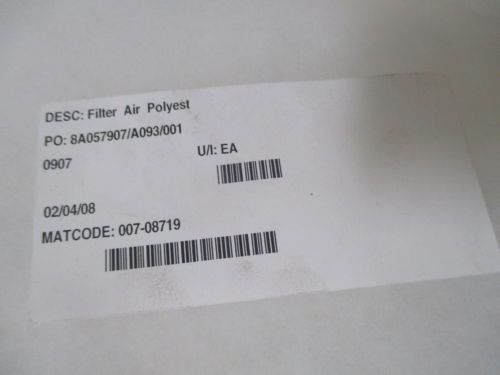 DESC: Filter Air Polyest
PO: 8A057907/A093/001
0907 U/I: EA
02/04/08
MATCODE: 007-08719